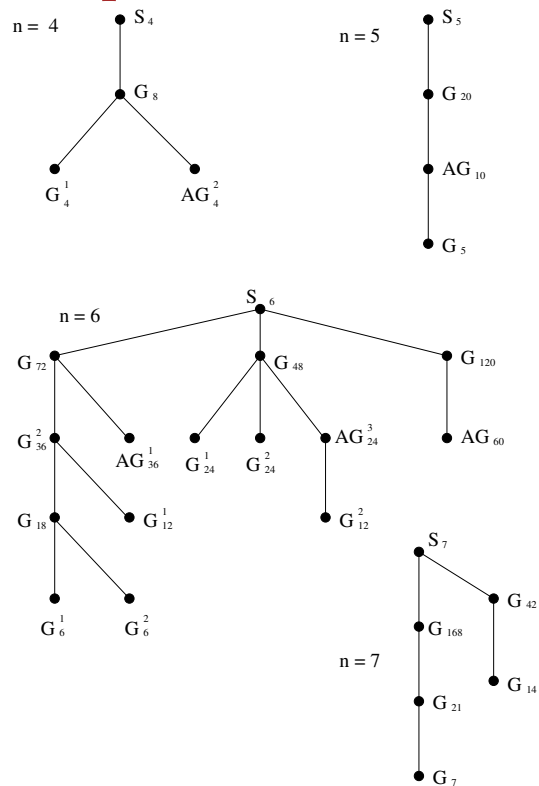 n = 4
S 4
G 8
G 1 4
AG 2 4
n = 5
S 5
G 20
AG 10
G 5
n = 6
S 6
G 72
G 48
G 120
G 2 36
AG 1 36
G 1 24
G 2 24
AG 3 24
AG 60
G 18
G 1 12
G 2 12
G 1 6
G 2 6
n = 7
S 7
G 42
G 168
G 14
G 21
G 7